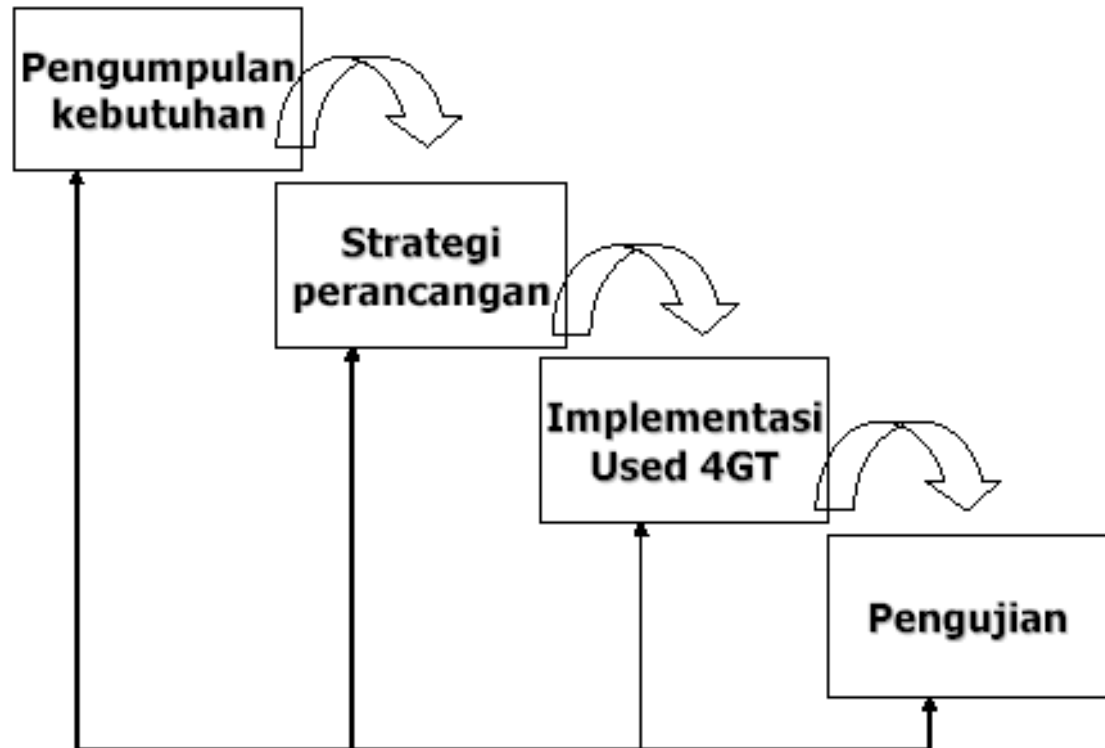 Pengumpulan
kebutuhan
Strategi
perancangan
Implementasi
Used 4GT
Pengujian